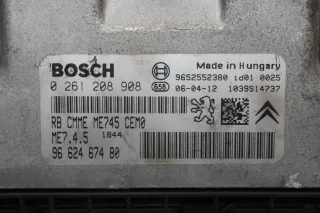 BOSCH
Made in Hungary
9652552380 1d01 0025
0 261 208 908 656 06-04-12 1039S14737
RB CMME ME745 CEM0
ME7.4.5 1844
96 624 674 80